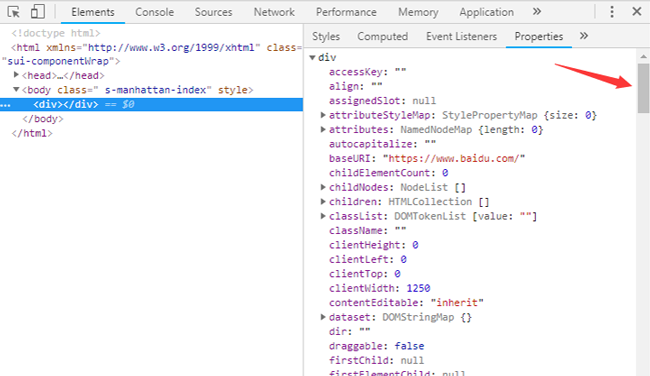 Elements Console Sources Network Performance Memory Application »
<!doctype html>
<html xmlns="http://www.w3.org/1999/xhtml" class=
"sui-componentWrap">
<head>…</head>
<body class=" s-manhattan-index" style>
… <div></div> == $0
</body>
</html>
Styles Computed Event Listeners Properties »
div
accessKey: ""
align: ""
assignedSlot: null
attributeStyleMap: StylePropertyMap {size: 0}
attributes: NamedNodeMap {length: 0}
autocapitalize: ""
baseURI: "https://www.baidu.com/"
childElementCount: 0
childNodes: NodeList []
children: HTMLCollection []
classList: DOMTokenList [value: ""]
className: ""
clientHeight: 0
clientLeft: 0
clientTop: 0
clientWidth: 1250
contentEditable: "inherit"
dataset: DOMStringMap {}
dir: ""
draggable: false
firstChild: null
firstElementChild: null